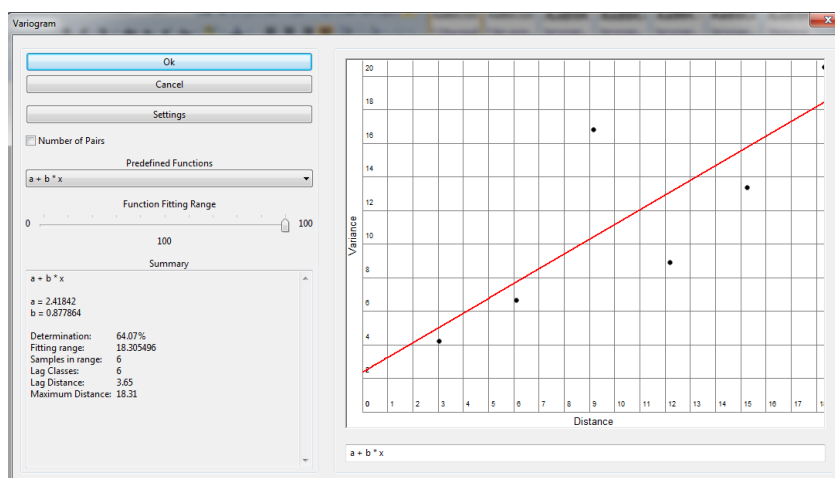 Variogram
Ok
Cancel
Settings
Number of Pairs
Predefined Functions
a + b * x
Function Fitting Range
0
100
100
Summary
a + b * x
a = 2.41842
b = 0.877864
Determination: 64.07%
Fitting range: 18.305496
Samples in range: 6
Lag Classes: 6
Lag Distance: 3.65
Maximum Distance: 18.31
20
18
16
14
12
10
8
6
4
2
Variance
0 1 2 3 4 5 6 7 8 9 10 11 12 13 14 15 16 17
Distance
a + b * x